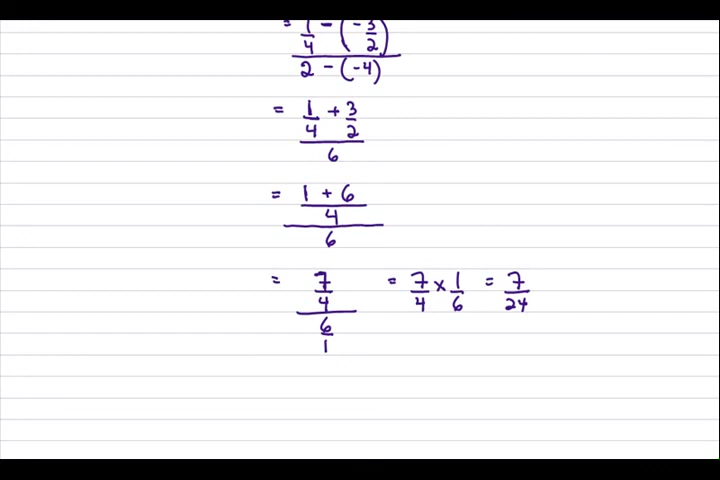 = 1/4 - (-3/2)
2 - (-4)
= 1/4 + 3/2
6
= 1 + 6
4
6
= 7/4 = 7/4 × 1/6 = 7/24
6/1